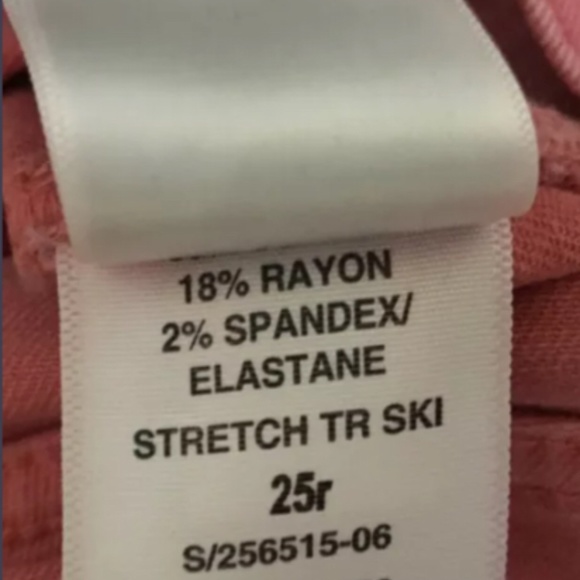 18% RAYON
2% SPANDEX/
ELASTANE
STRETCH TR SKI
25r
S/256515-06